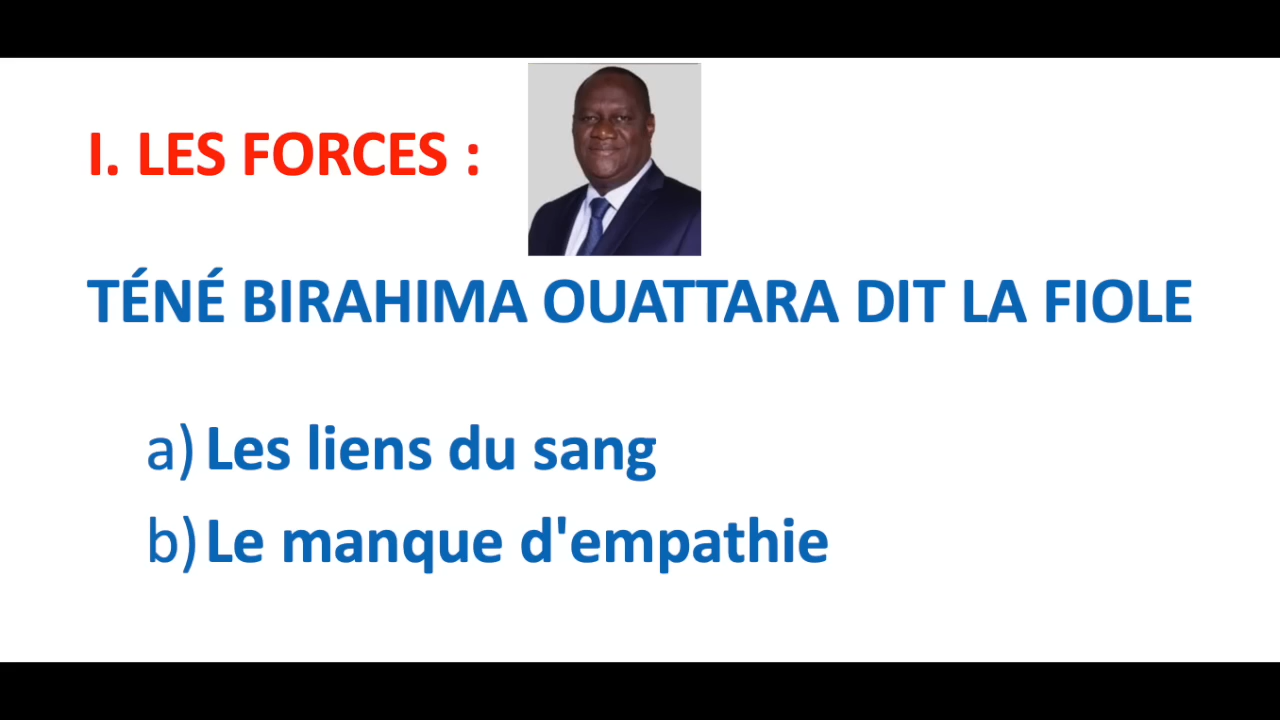 I. LES FORCES :
TÉNÉ BIRAHIMA OUATTARA DIT LA FIOLE
a) Les liens du sang
b) Le manque d'empathie